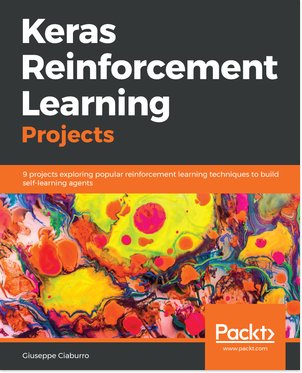 Keras
Reinforcement
Learning
Projects
9 projects exploring popular reinforcement learning techniques to build
self-learning agents
Packt>
www.packt.com
Giuseppe Ciaburro